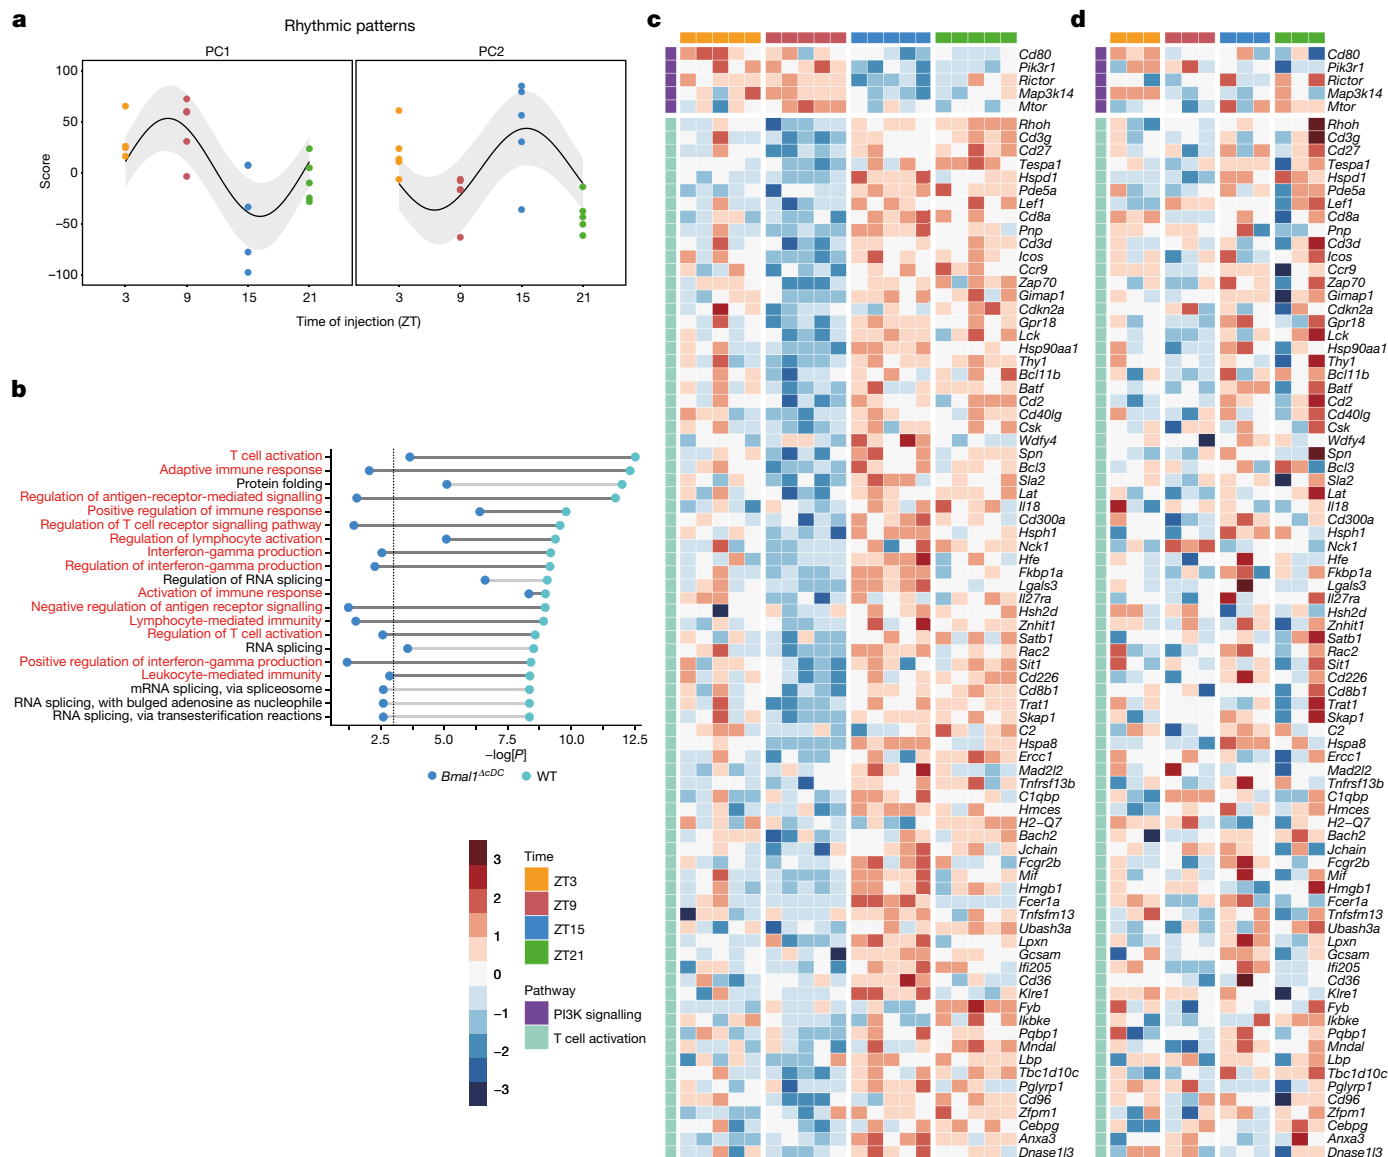 a
Rhythmic patterns
PC1
PC2
100
50
0
−50
−100
Score
3
9
15
21
3
9
15
21
Time of injection (ZT)
b
T cell activation
Adaptive immune response
Protein folding
Regulation of antigen-receptor-mediated signalling
Positive regulation of immune response
Regulation of T cell receptor signalling pathway
Regulation of lymphocyte activation
Interferon-gamma production
Regulation of interferon-gamma production
Regulation of RNA splicing
Activation of immune response
Negative regulation of antigen receptor signalling
Lymphocyte-mediated immunity
Regulation of T cell activation
RNA splicing
Positive regulation of interferon-gamma production
Leukocyte-mediated immunity
mRNA splicing, via spliceosome
RNA splicing, with bulged adenosine as nucleophile
RNA splicing, via transesterification reactions
2.5
5.0
7.5
10.0
12.5
−log[P]
Bmal1ΔcDC
WT
3
2
1
0
−1
−2
−3
Time
ZT3
ZT9
ZT15
ZT21
Pathway
PI3K signalling
T cell activation
c
Cd80
Pik3r1
Rictor
Map3k14
Mtor
Rhoh
Cd3g
Cd27
Tespa1
Hspd1
Pde5a
Lef1
Cd8a
Pnp
Cd3d
Icos
Ccr9
Zap70
Gimap1
Cdkn2a
Gpr18
Lck
Hsp90aa1
Thy1
Bcl11b
Batf
Cd2
Cd40lg
Csk
Wdfy4
Spn
Bcl3
Sla2
Lat
Il18
Cd300a
Hsph1
Nck1
Hfe
Fkbp1a
Lgals3
Il27ra
Hsh2d
Znhit1
Satb1
Rac2
Sit1
Cd226
Cd8b1
Trat1
Skap1
C2
Hspa8
Ercc1
Mad2l2
Tnfrsf13b
C1qbp
Hmces
H2−Q7
Bach2
Jchain
Fcgr2b
Mif
Hmgb1
Fcer1a
Tnfsfm13
Ubash3a
Lpxn
Gcsam
Ifi205
Cd36
Klre1
Fyb
Ikbke
Pqbp1
Mndal
Lbp
Tbc1d10c
Pglyrp1
Cd96
Zfpm1
Cebpg
Anxa3
Dnase1l3
d
Cd80
Pik3r1
Rictor
Map3k14
Mtor
Rhoh
Cd3g
Cd27
Tespa1
Hspd1
Pde5a
Lef1
Cd8a
Pnp
Cd3d
Icos
Ccr9
Zap70
Gimap1
Cdkn2a
Gpr18
Lck
Hsp90aa1
Thy1
Bcl11b
Batf
Cd2
Cd40lg
Csk
Wdfy4
Spn
Bcl3
Sla2
Lat
Il18
Cd300a
Hsph1
Nck1
Hfe
Fkbp1a
Lgals3
Il27ra
Hsh2d
Znhit1
Satb1
Rac2
Sit1
Cd226
Cd8b1
Trat1
Skap1
C2
Hspa8
Ercc1
Mad2l2
Tnfrsf13b
C1qbp
Hmces
H2−Q7
Bach2
Jchain
Fcgr2b
Mif
Hmgb1
Fcer1a
Tnfsfm13
Ubash3a
Lpxn
Gcsam
Ifi205
Cd36
Klre1
Fyb
Ikbke
Pqbp1
Mndal
Lbp
Tbc1d10c
Pglyrp1
Cd96
Zfpm1
Cebpg
Anxa3
Dnase1l3